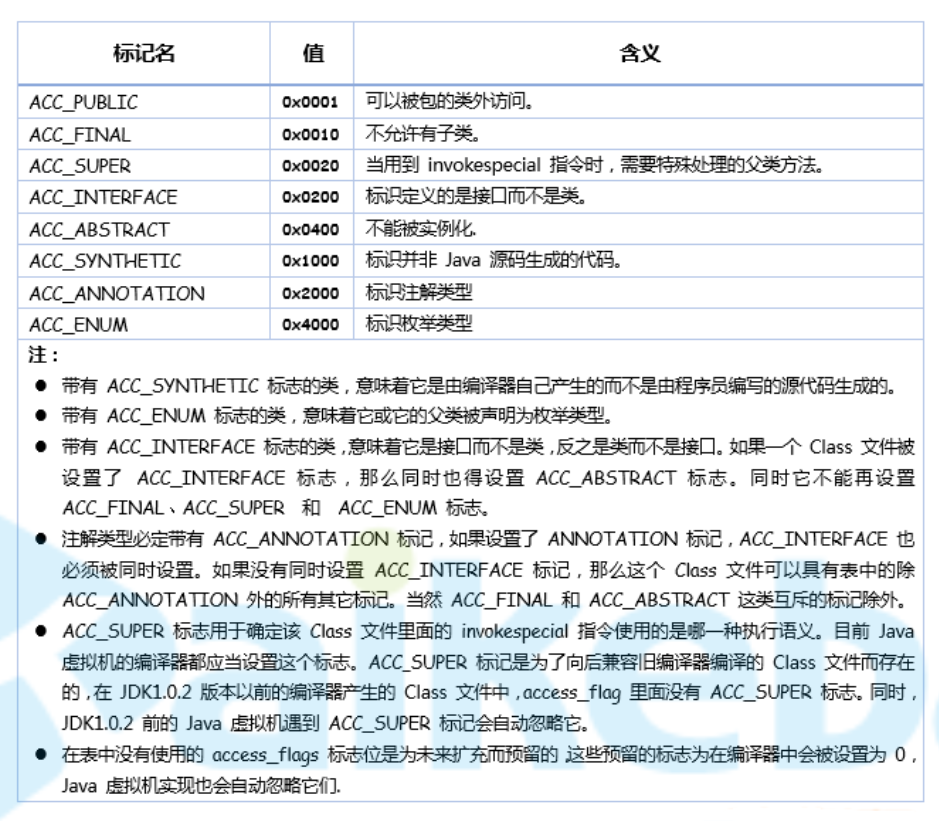 标记名 值 含义
ACC_PUBLIC 0x0001 可以被包的类外访问。
ACC_FINAL 0x0010 不允许有子类。
ACC_SUPER 0x0020 当用到 invokespecial 指令时，需要特殊处理的父类方法。
ACC_INTERFACE 0x0200 标识定义的是接口而不是类。
ACC_ABSTRACT 0x0400 不能被实例化.
ACC_SYNTHETIC 0x1000 标识并非 Java 源码生成的代码。
ACC_ANNOTATION 0x2000 标识注解类型
ACC_ENUM 0x4000 标识枚举类型
注：
● 带有 ACC_SYNTHETIC 标志的类，意味着它是由编译器自己产生的而不是由程序员编写的源代码生成的。
● 带有 ACC_ENUM 标志的类，意味着它或它的父类被声明为枚举类型。
● 带有 ACC_INTERFACE 标志的类，意味着它是接口而不是类，反之是类而不是接口。如果一个 Class 文件被
设置了 ACC_INTERFACE 标志，那么同时也得设置 ACC_ABSTRACT 标志。同时它不能再设置
ACC_FINAL、ACC_SUPER 和 ACC_ENUM 标志。
● 注解类型必定带有 ACC_ANNOTATION 标记，如果设置了 ANNOTATION 标记，ACC_INTERFACE 也
必须被同时设置。如果没有同时设置 ACC_INTERFACE 标记，那么这个 Class 文件可以具有表中的除
ACC_ANNOTATION 外的所有其它标记。当然 ACC_FINAL 和 ACC_ABSTRACT 这类互斥的标记除外。
● ACC_SUPER 标志用于确定该 Class 文件里面的 invokespecial 指令使用的是哪一种执行语义。目前 Java
虚拟机的编译器都应当设置这个标志。ACC_SUPER 标记是为了向后兼容旧编译器编译的 Class 文件而存在
的，在 JDK1.0.2 版本以前的编译器产生的 Class 文件中，access_flag 里面没有 ACC_SUPER 标志。同时，
JDK1.0.2 前的 Java 虚拟机遇到 ACC_SUPER 标记会自动忽略它。
● 在表中没有使用的 access_flags 标志位是为未来扩充而预留的，这些预留的标志为在编译器中会被设置为 0，
Java 虚拟机实现也会自动忽略它们.
aikeba